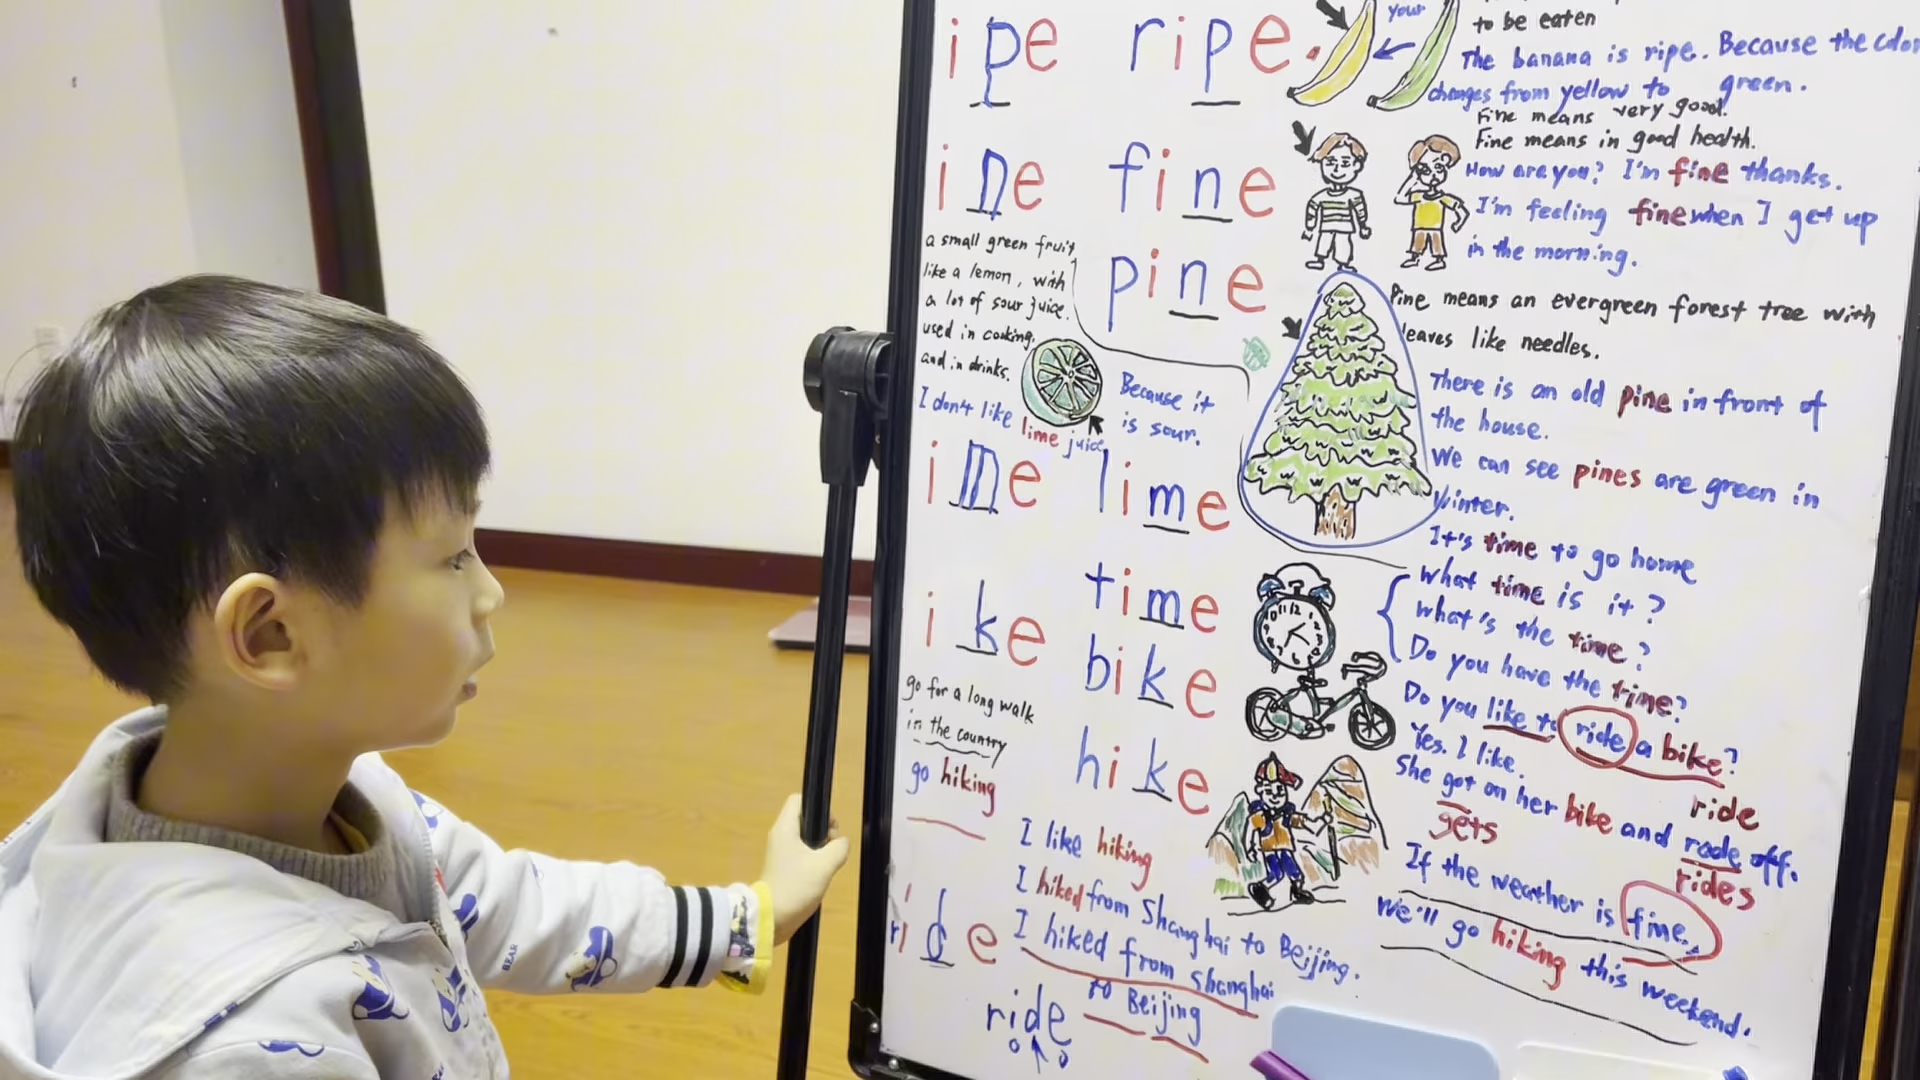 ipe ripe.
your
to be eaten
The banana is ripe. Because the color
changes from yellow to green.
Fine means very good.
ine fine
Fine means in good health.
How are you? I'm fine thanks.
I'm feeling fine when I get up
in the morning.
a small green fruit
like a lemon, with
a lot of sour juice.
used in cooking
and in drinks.
I don't like lime juice
Because it
is sour.
pine
Pine means an evergreen forest tree with
leaves like needles.
There is an old pine in front of
the house.
We can see pines are green in
Winter.
ime lime
time
It's time to go home
What time is it?
What's the time?
Do you have the time?
ike bike
Do you like to ride a bike?
Yes. I like.
ride
She got on her bike and rode off.
gets
rides
hike
go for a long walk
in the country
go hiking
I like hiking
I hiked from Shanghai to Beijing.
I hiked from Shanghai
to Beijing
If the weather is fine,
We'll go hiking this weekend.
ide
ride
BEAR
BEAR